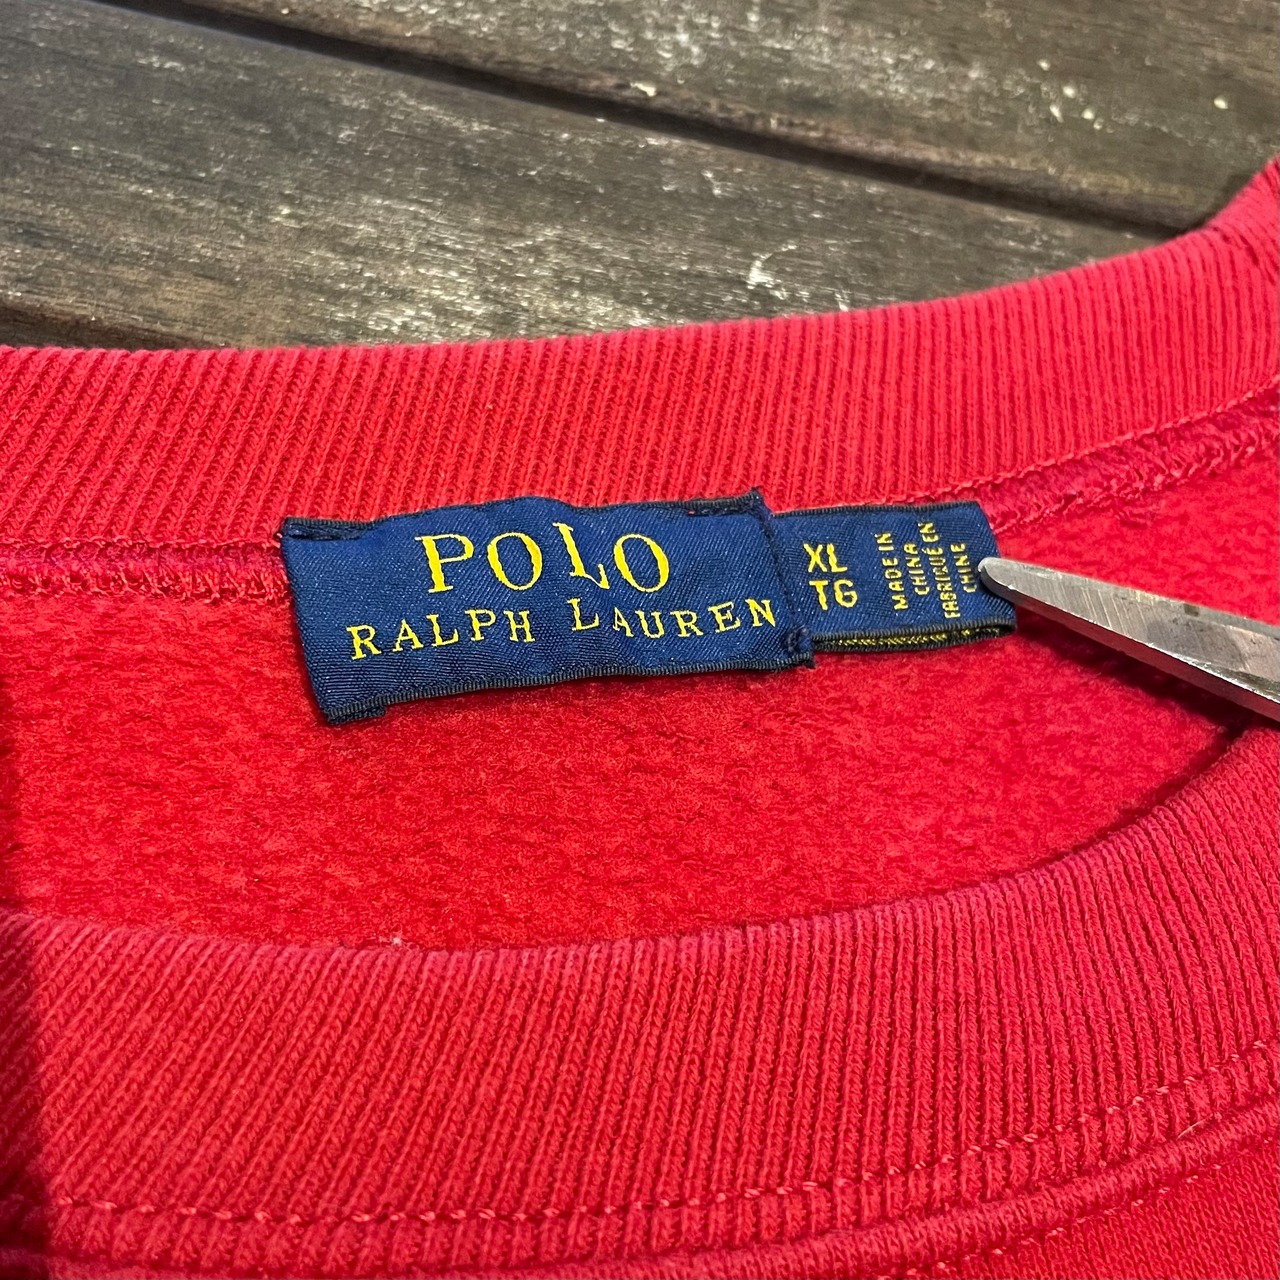 POLO
RALPH LAUREN
XL
TG
MADE IN
CHINA
FABRIQUÉ EN
CHINE